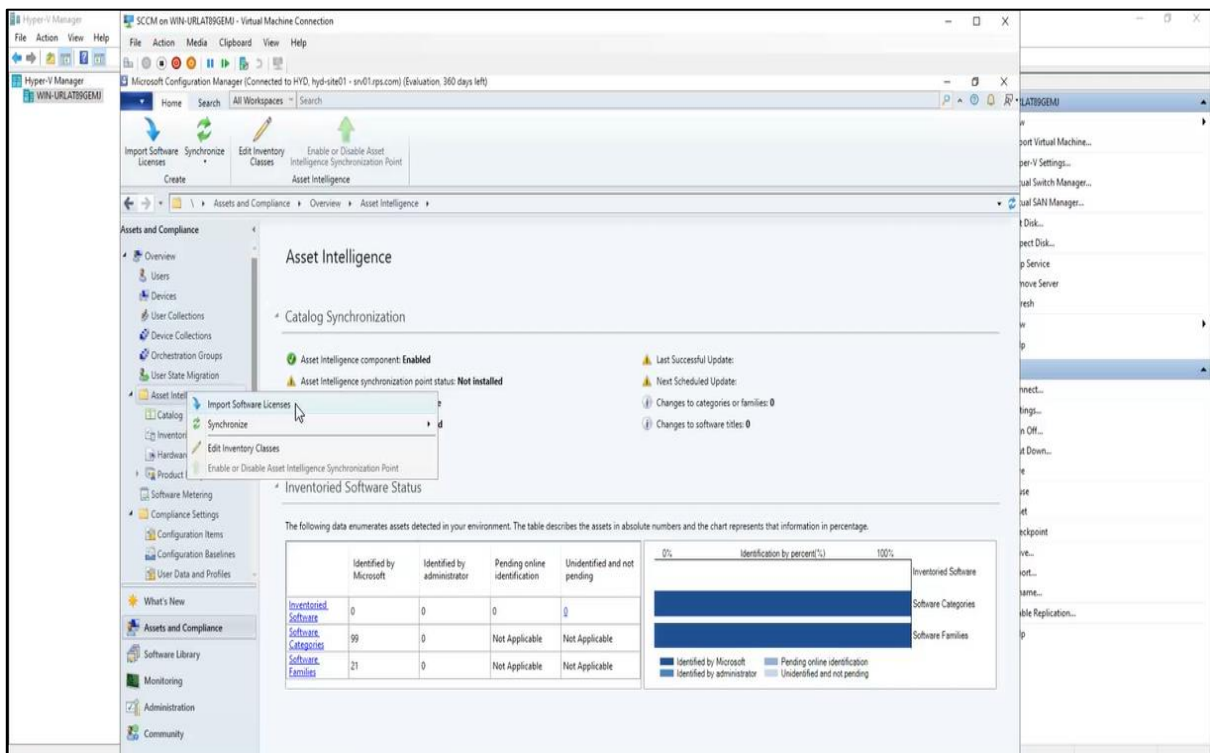 Hyper-V Manager
File Action View Help
Hyper-V Manager
WIN-URLAT89GEMJ
SCCM on WIN-URLAT89GEMJ - Virtual Machine Connection
File Action Media Clipboard View Help
Microsoft Configuration Manager (Connected to HYD, hyd-site01 - srv01.rps.com) (Evaluation, 360 days left)
Home Search All Workspaces Search
Import Software Licenses
Synchronize
Edit Inventory Classes
Enable or Disable Asset Intelligence Synchronization Point
Create
Asset Intelligence
\ Assets and Compliance Overview Asset Intelligence
Assets and Compliance
Overview
Users
Devices
User Collections
Device Collections
Orchestration Groups
User State Migration
Asset Intell
Catalog
Inventori
Hardwar
Product
Software Metering
Compliance Settings
Configuration Items
Configuration Baselines
User Data and Profiles
What's New
Assets and Compliance
Software Library
Monitoring
Administration
Community
Import Software Licenses
Synchronize
Edit Inventory Classes
Enable or Disable Asset Intelligence Synchronization Point
Asset Intelligence
Catalog Synchronization
Asset Intelligence component: Enabled
Asset Intelligence synchronization point status: Not installed
e
d
Last Successful Update:
Next Scheduled Update:
Changes to categories or families: 0
Changes to software titles: 0
Inventoried Software Status
The following data enumerates assets detected in your environment. The table describes the assets in absolute numbers and the chart represents that information in percentage.
Identified by Microsoft
Identified by administrator
Pending online identification
Unidentified and not pending
Inventoried Software 0 0 0 0
Software Categories 99 0 Not Applicable Not Applicable
Software Families 21 0 Not Applicable Not Applicable
0% Identification by percent(%) 100%
Inventoried Software
Software Categories
Software Families
Identified by Microsoft Pending online identification
Identified by administrator Unidentified and not pending
LAT89GEMJ
w
port Virtual Machine...
per-V Settings...
tual Switch Manager...
tual SAN Manager...
t Disk...
pect Disk...
p Service
move Server
resh
w
lp
nnect...
tings...
n Off...
t Down...
e
use
et
eckpoint
ve...
ort...
name...
ble Replication...
lp